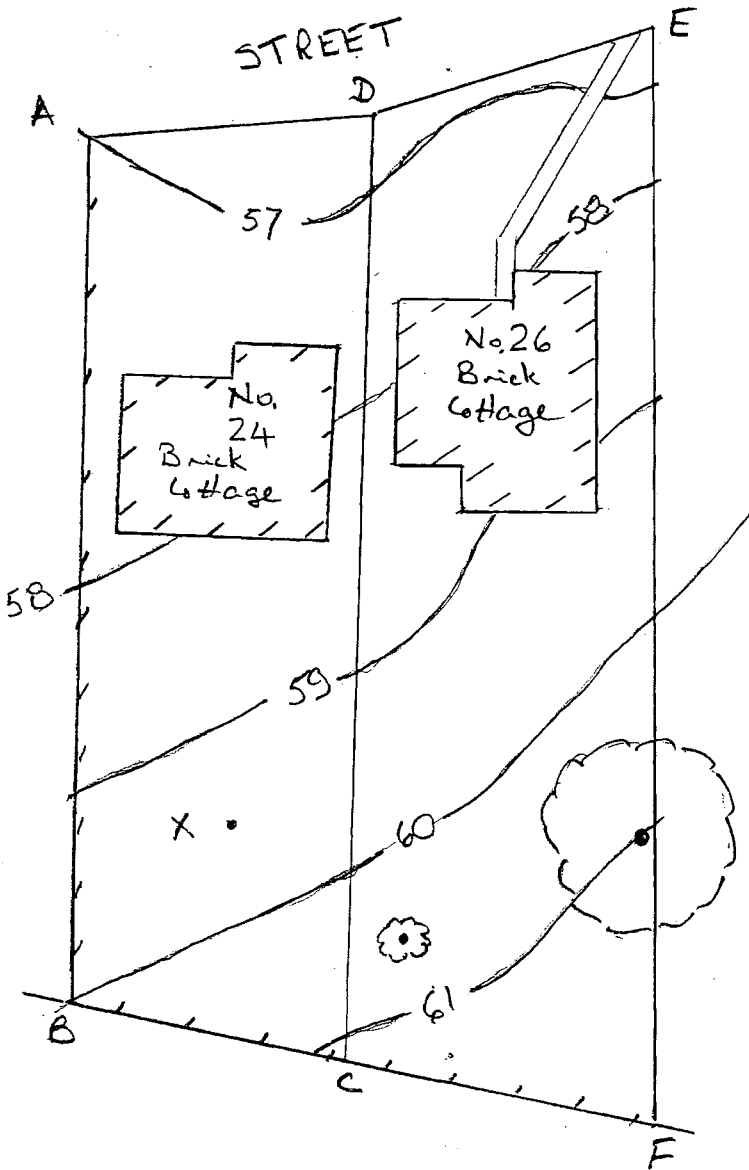 STREET
E
D
A
57
58
No. 26
Brick
Cottage
No.
24
Brick
Cottage
58
59
X
60
61
B
C
F